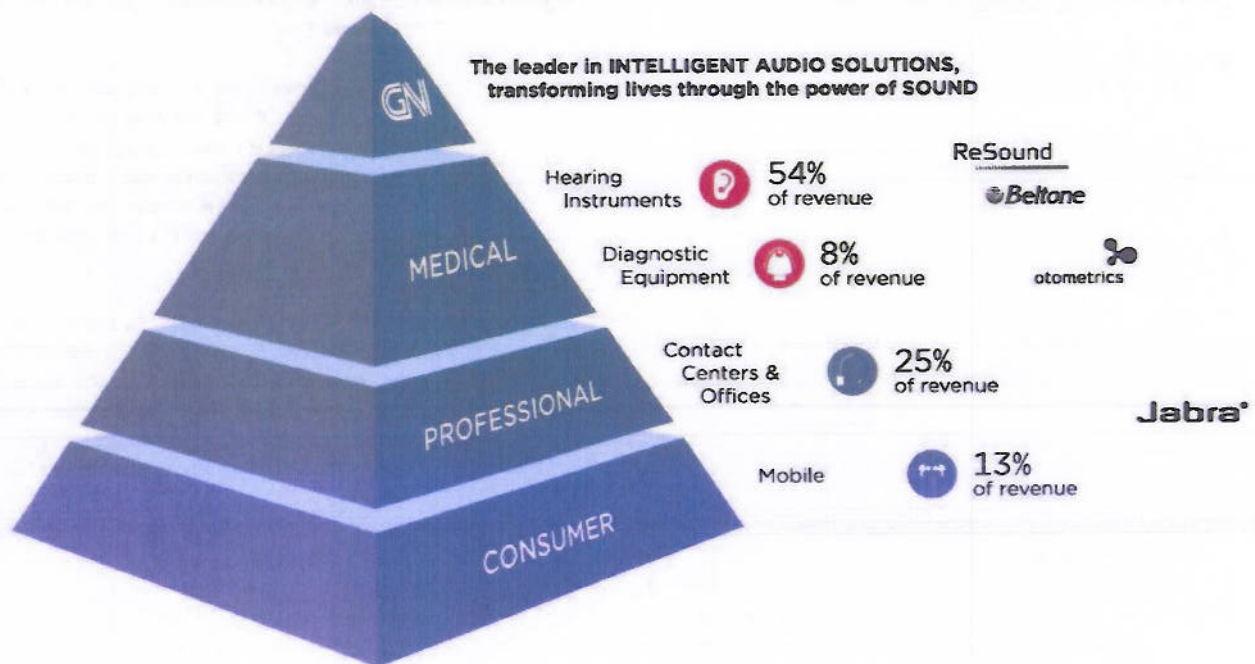 The leader in INTELLIGENT AUDIO SOLUTIONS,
transforming lives through the power of SOUND
GN
Hearing
Instruments
54%
of revenue
ReSound
Beltone
MEDICAL
Diagnostic
Equipment
8%
of revenue
otometrics
Contact
Centers &
Offices
25%
of revenue
PROFESSIONAL
Jabra
Mobile
13%
of revenue
CONSUMER